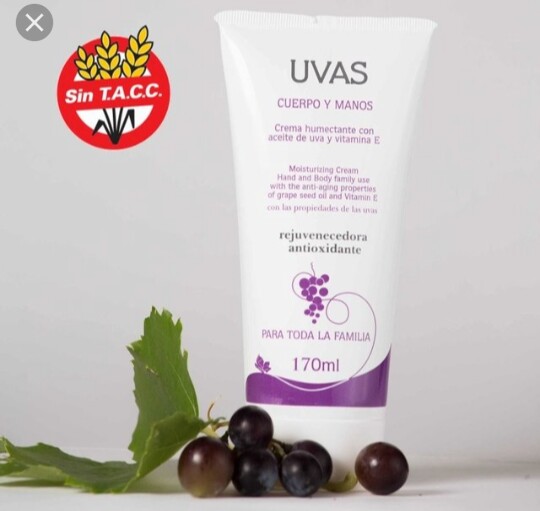 Sin T.A.C.C.
UVAS
CUERPO Y MANOS
Crema humectante con
aceite de uva y vitamina E
Moisturizing Cream
Hand and Body family use
with the anti-aging properties
of grape seed oil and Vitamin E
con las propiedades de las uvas
rejuvenecedora
antioxidante
PARA TODA LA FAMILIA
170ml